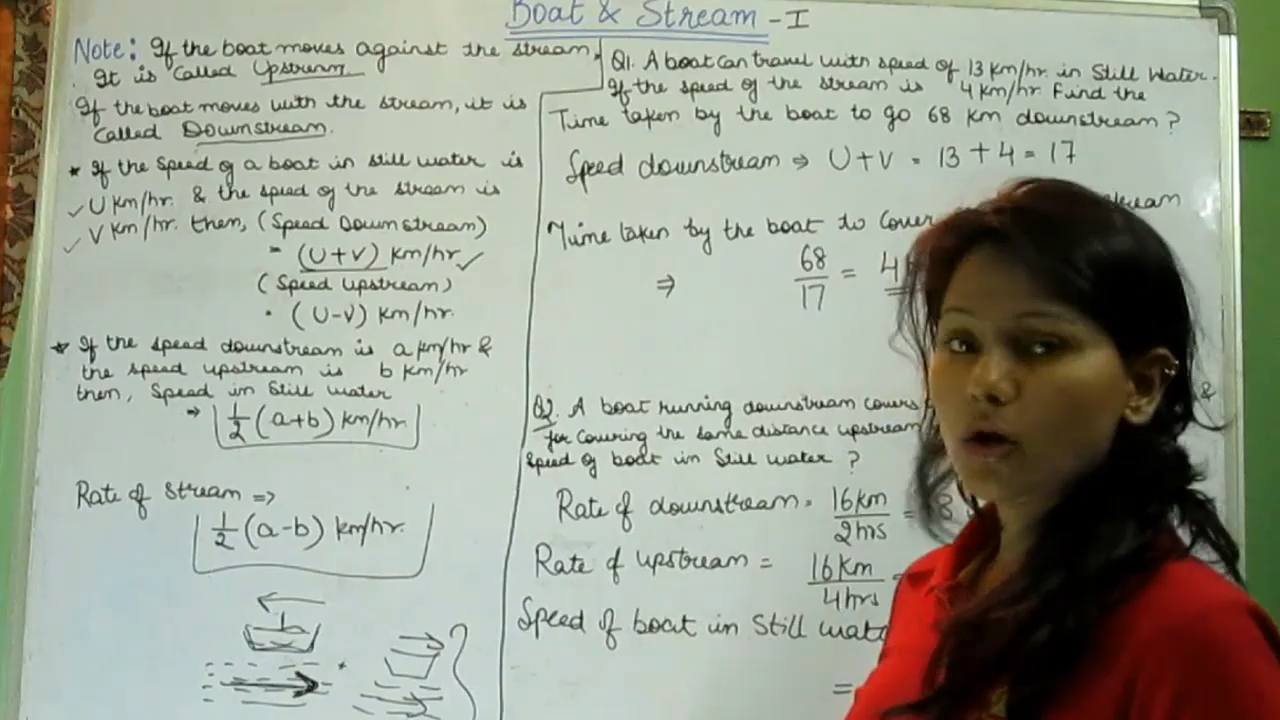 Boat & Stream - I
Note: If the boat moves against the stream,
It is Called Upstream
If the boat moves with the stream, it is
Called Downstream.
* If the Speed of a boat in still water is
✓ U km/hr. & the speed of the stream is
✓ V km/hr. then, (Speed Downstream)
= (U+V) km/hr ✓
(Speed Upstream)
(U-V) km/hr.
* If the speed downstream is a km/hr &
the speed upstream is b km/hr
then, Speed in Still water
⇒ 1/2 (a+b) km/hr
Rate of Stream =>
1/2 (a-b) km/hr.
Q1. A boat can travel with speed of 13 km/hr. in Still Water.
If the speed of the stream is 4 km/hr. Find the
Time taken by the boat to go 68 km downstream?
Speed downstream ⇒ U+V = 13 + 4 = 17
Time taken by the boat to Cover
⇒ 68/17 = 4
Q2. A boat running downstream covers &
for Covering the same distance upstream
Speed of boat in Still water?
Rate of downstream = 16km/2hrs = 8
Rate of upstream = 16km/4hrs =
Speed of boat in Still
=